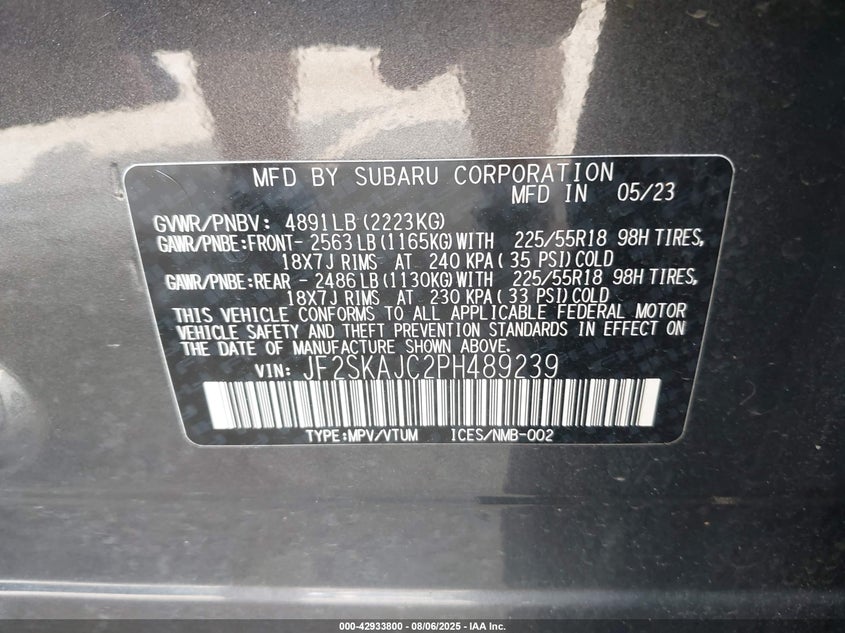 MFD BY SUBARU CORPORATION
MFD IN 05/23
GVWR/PNBV: 4891LB(2223KG)
GAWR/PNBE:FRONT- 2563LB(1165KG)WITH 225/55R18 98H TIRES,
18X7J RIMS AT 240 KPA( 35 PSI)COLD
GAWR/PNBE:REAR - 2486LB(1130KG)WITH 225/55R18 98H TIRES,
18X7J RIMS AT 230 KPA( 33 PSI)COLD
THIS VEHICLE CONFORMS TO ALL APPLICABLE FEDERAL MOTOR
VEHICLE SAFETY AND THEFT PREVENTION STANDARDS IN EFFECT ON
THE DATE OF MANUFACTURE SHOWN ABOVE.
VIN: JF2SKAJC2PH489239
TYPE:MPV/VTUM ICES/NMB-002
000-42933800 - 08/06/2025 - IAA Inc.